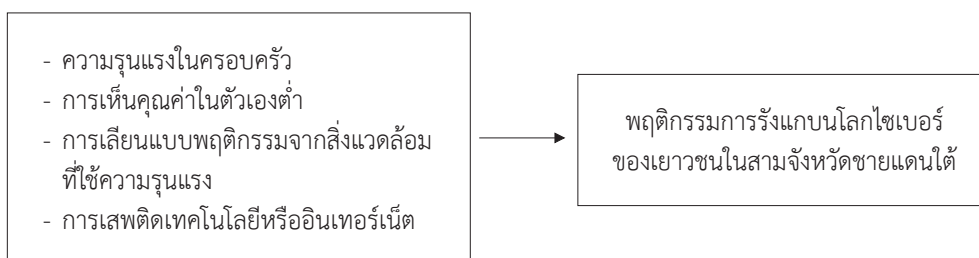 - ความรุนแรงในครอบครัว
- การเห็นคุณค่าในตัวเองต่ำ
- การเลียนแบบพฤติกรรมจากสิ่งแวดล้อม
ที่ใช้ความรุนแรง
- การเสพติดเทคโนโลยีหรืออินเทอร์เน็ต
พฤติกรรมการรังแกบนโลกไซเบอร์
ของเยาวชนในสามจังหวัดชายแดนใต้